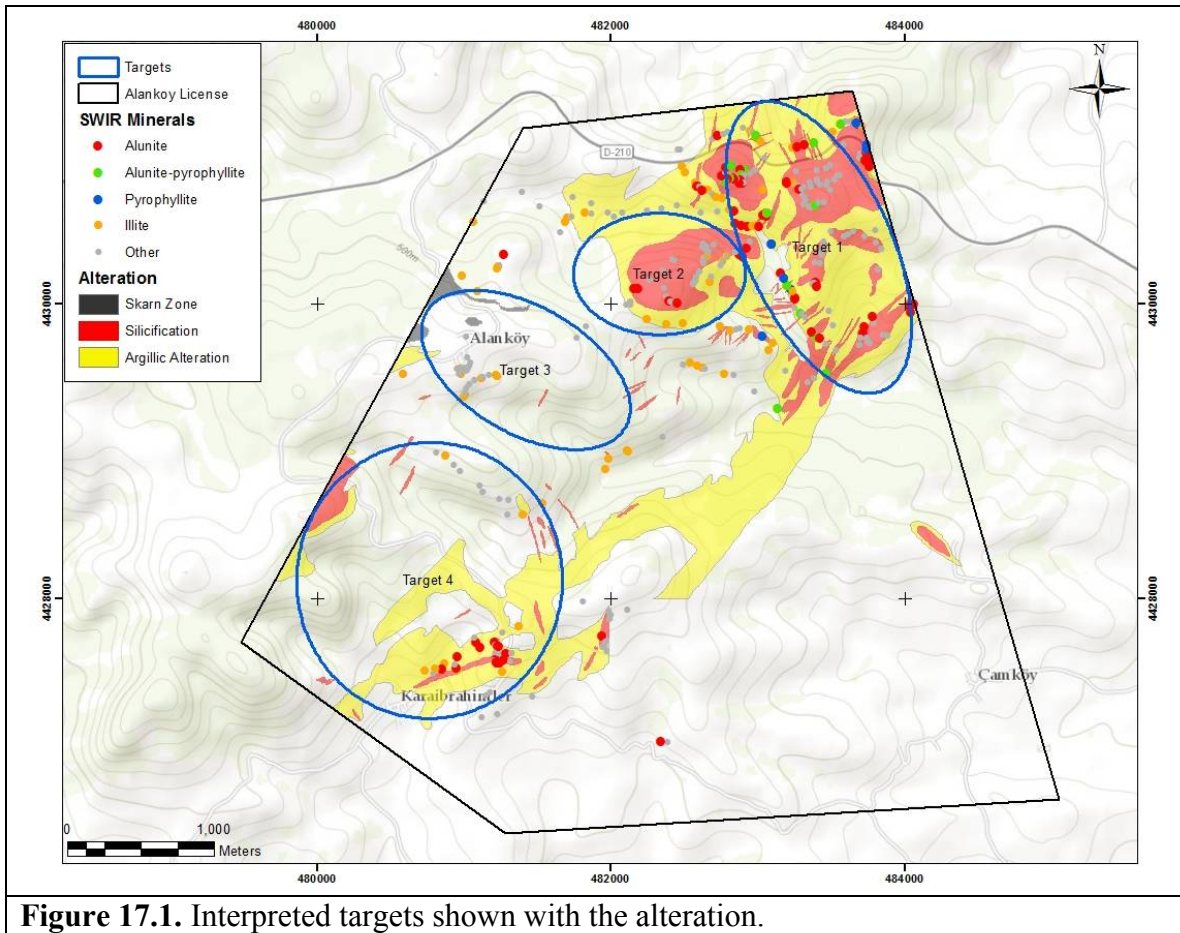 480000
482000
484000
Targets
Alankoy License
SWIR Minerals
Alunite
Alunite-pyrophyllite
Pyrophyllite
Illite
Other
Alteration
Skarn Zone
Silicification
Argillic Alteration
N
D-210
500m
Target 1
Target 2
4430000
4430000
Alanköy
Target 3
Target 4
4428000
4428000
Karaibrahimler
Çamköy
0 1,000
Meters
480000
482000
484000
Figure 17.1. Interpreted targets shown with the alteration.